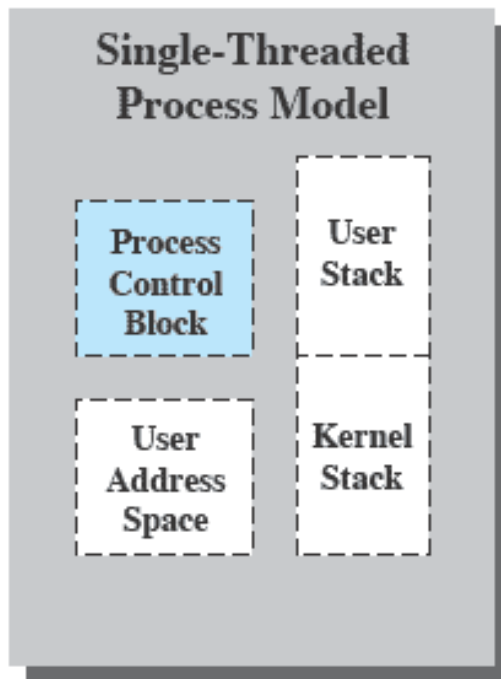 Single-Threaded
Process Model
Process
Control
Block
User
Address
Space
User
Stack
Kernel
Stack